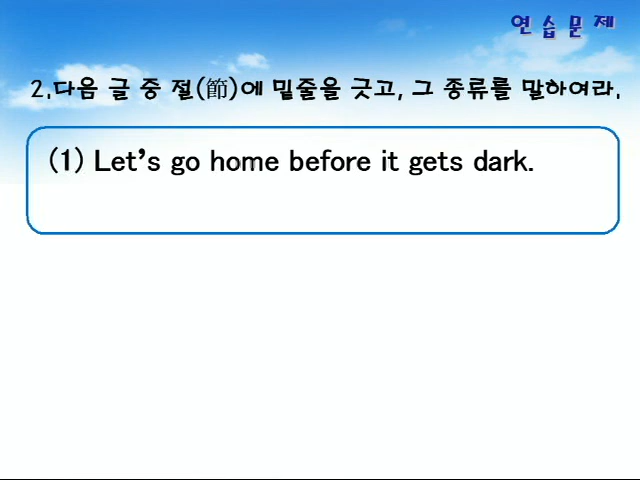 연습문제
2.다음 글 중 절(節)에 밑줄을 긋고, 그 종류를 말하여라.
(1) Let’s go home before it gets dark.